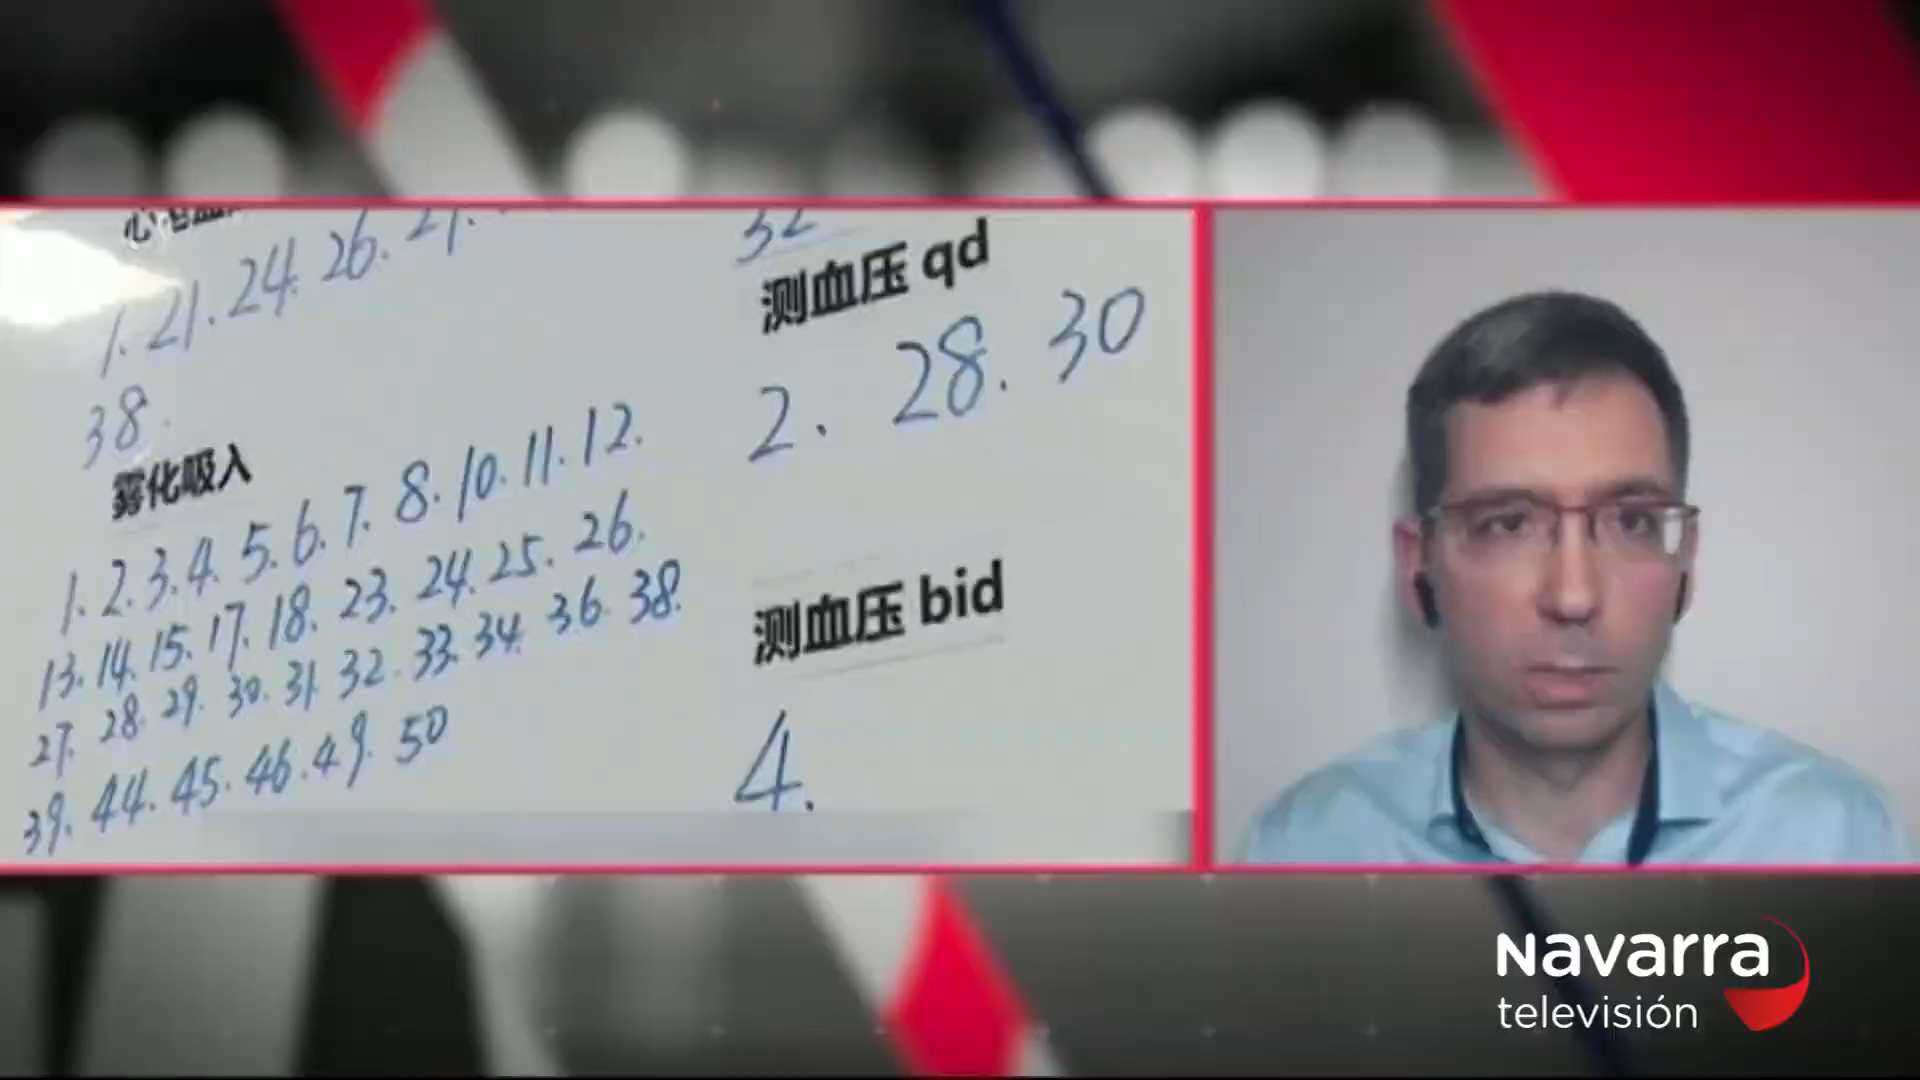 1. 21. 24. 26. 27.
38.
雾化吸入
1. 2. 3. 4. 5. 6. 7. 8. 10. 11. 12.
13. 14. 15. 17. 18. 23. 24. 25. 26.
27. 28. 29. 30. 31. 32. 33. 34. 36. 38.
39. 44. 45. 46. 49. 50
32
测血压 qd
2. 28. 30
测血压 bid
4.
Navarra
televisión